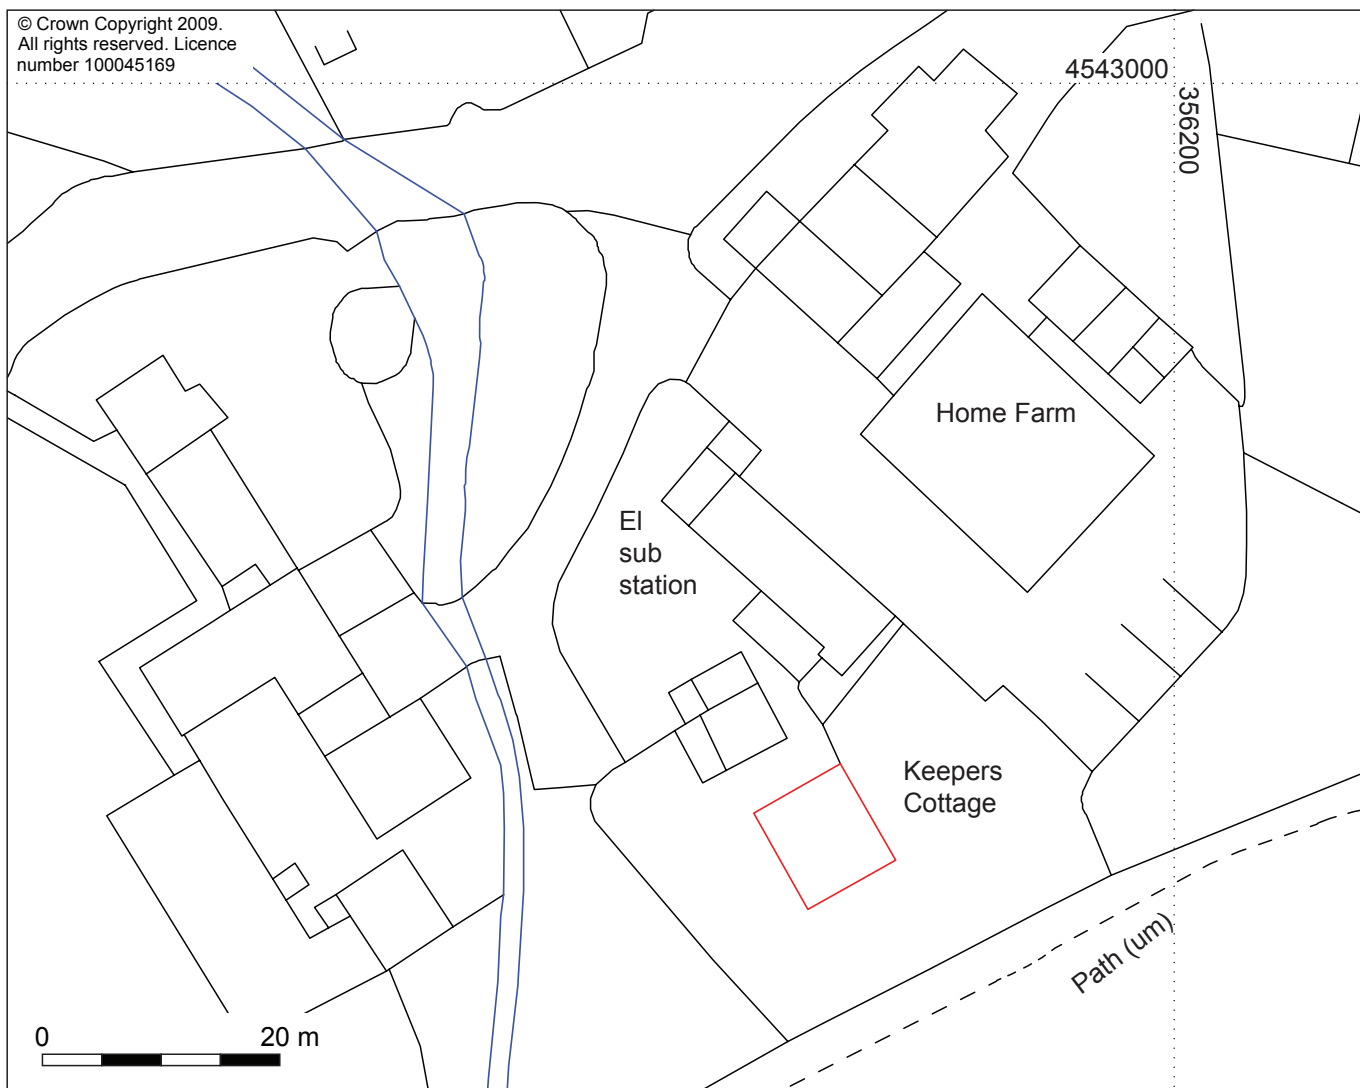 © Crown Copyright 2009.
All rights reserved. Licence
number 100045169
4543000
356200
Home Farm
El
sub
station
Keepers
Cottage
Path (um)
0 20 m